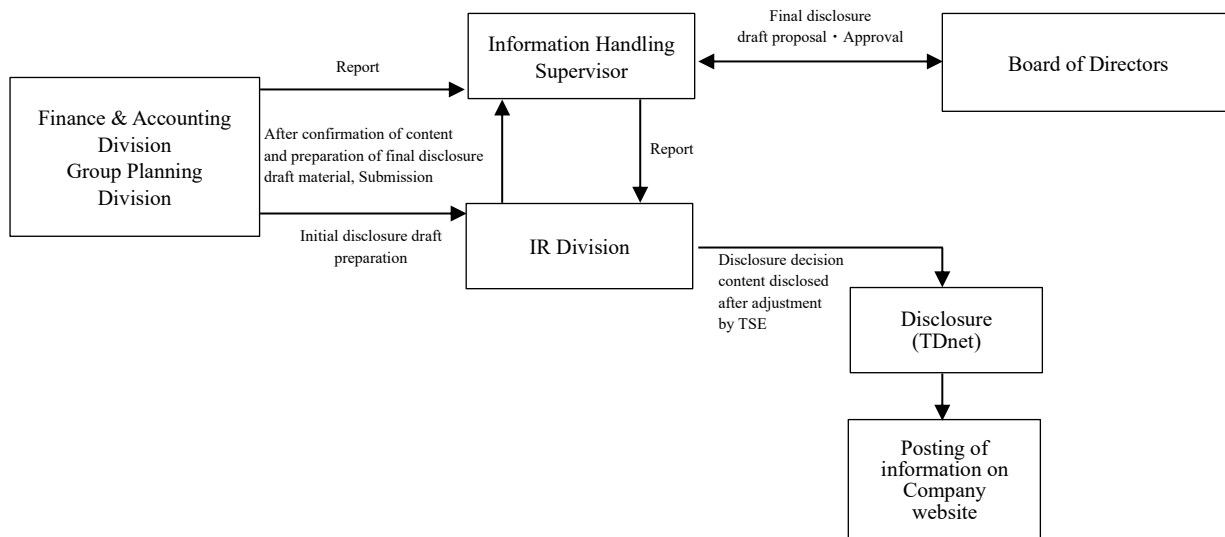 Final disclosure
draft proposal・Approval
Information Handling
Supervisor
Board of Directors
Report
Finance & Accounting
Division
Group Planning
Division
After confirmation of content
and preparation of final disclosure
draft material, Submission
Report
Initial disclosure draft
preparation
IR Division
Disclosure decision
content disclosed
after adjustment
by TSE
Disclosure
(TDnet)
Posting of
information on
Company
website